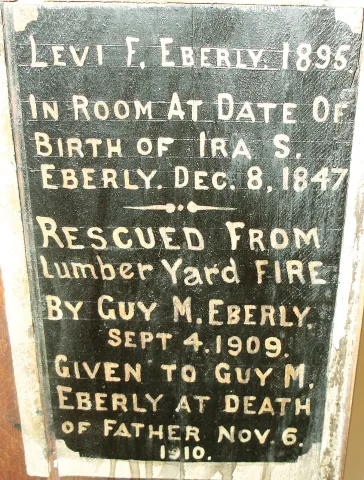 Levi F. Eberly. 1895.
In Room At Date Of
Birth of Ira S.
Eberly. Dec. 8, 1847
Rescued From
Lumber Yard FIRE
By Guy M. Eberly.
Sept 4. 1909.
Given to Guy M.
Eberly at Death
of Father Nov. 6.
1910.